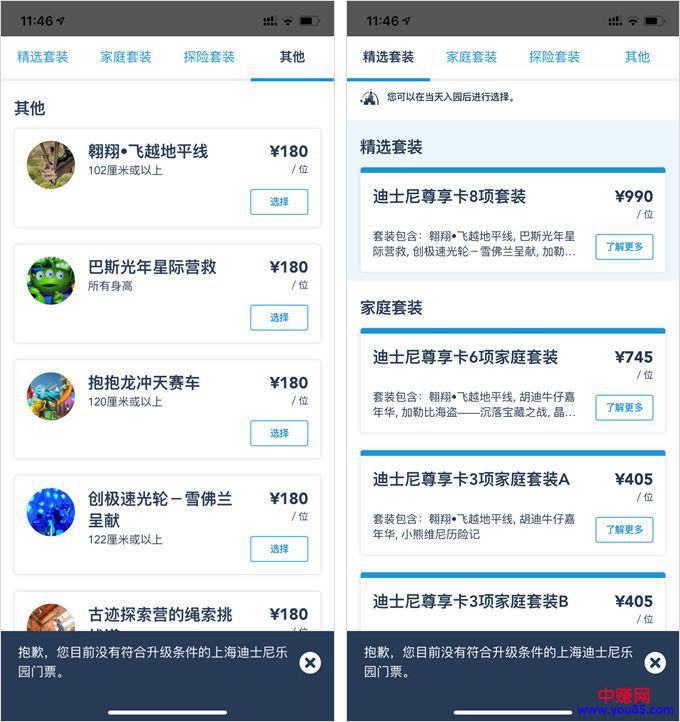 11:46
精选套装 家庭套装 探险套装 其他
其他
翱翔•飞越地平线 ¥180
102厘米或以上 / 位
选择
巴斯光年星际营救 ¥180
所有身高 / 位
选择
抱抱龙冲天赛车 ¥180
120厘米或以上 / 位
选择
创极速光轮－雪佛兰 ¥180
呈献 / 位
122厘米或以上
选择
古迹探索营的绳索挑 ¥180
/ 位
抱歉，您目前没有符合升级条件的上海迪士尼乐
园门票。
11:46
精选套装 家庭套装 探险套装 其他
您可以在当天入园后进行选择。
精选套装
迪士尼尊享卡8项套装 ¥990
/ 位
套装包含：翱翔•飞越地平线, 巴斯光年星
际营救, 创极速光轮－雪佛兰呈献, 加勒...
了解更多
家庭套装
迪士尼尊享卡6项家庭套装 ¥745
/ 位
套装包含：翱翔•飞越地平线, 胡迪牛仔嘉
年华, 加勒比海盗——沉落宝藏之战, 晶...
了解更多
迪士尼尊享卡3项家庭套装A ¥405
/ 位
套装包含：翱翔•飞越地平线, 胡迪牛仔嘉
年华, 小熊维尼历险记
了解更多
迪士尼尊享卡3项家庭套装B ¥405
/ 位
抱歉，您目前没有符合升级条件的上海迪士尼乐
园门票。
中赚网
www.you85.com